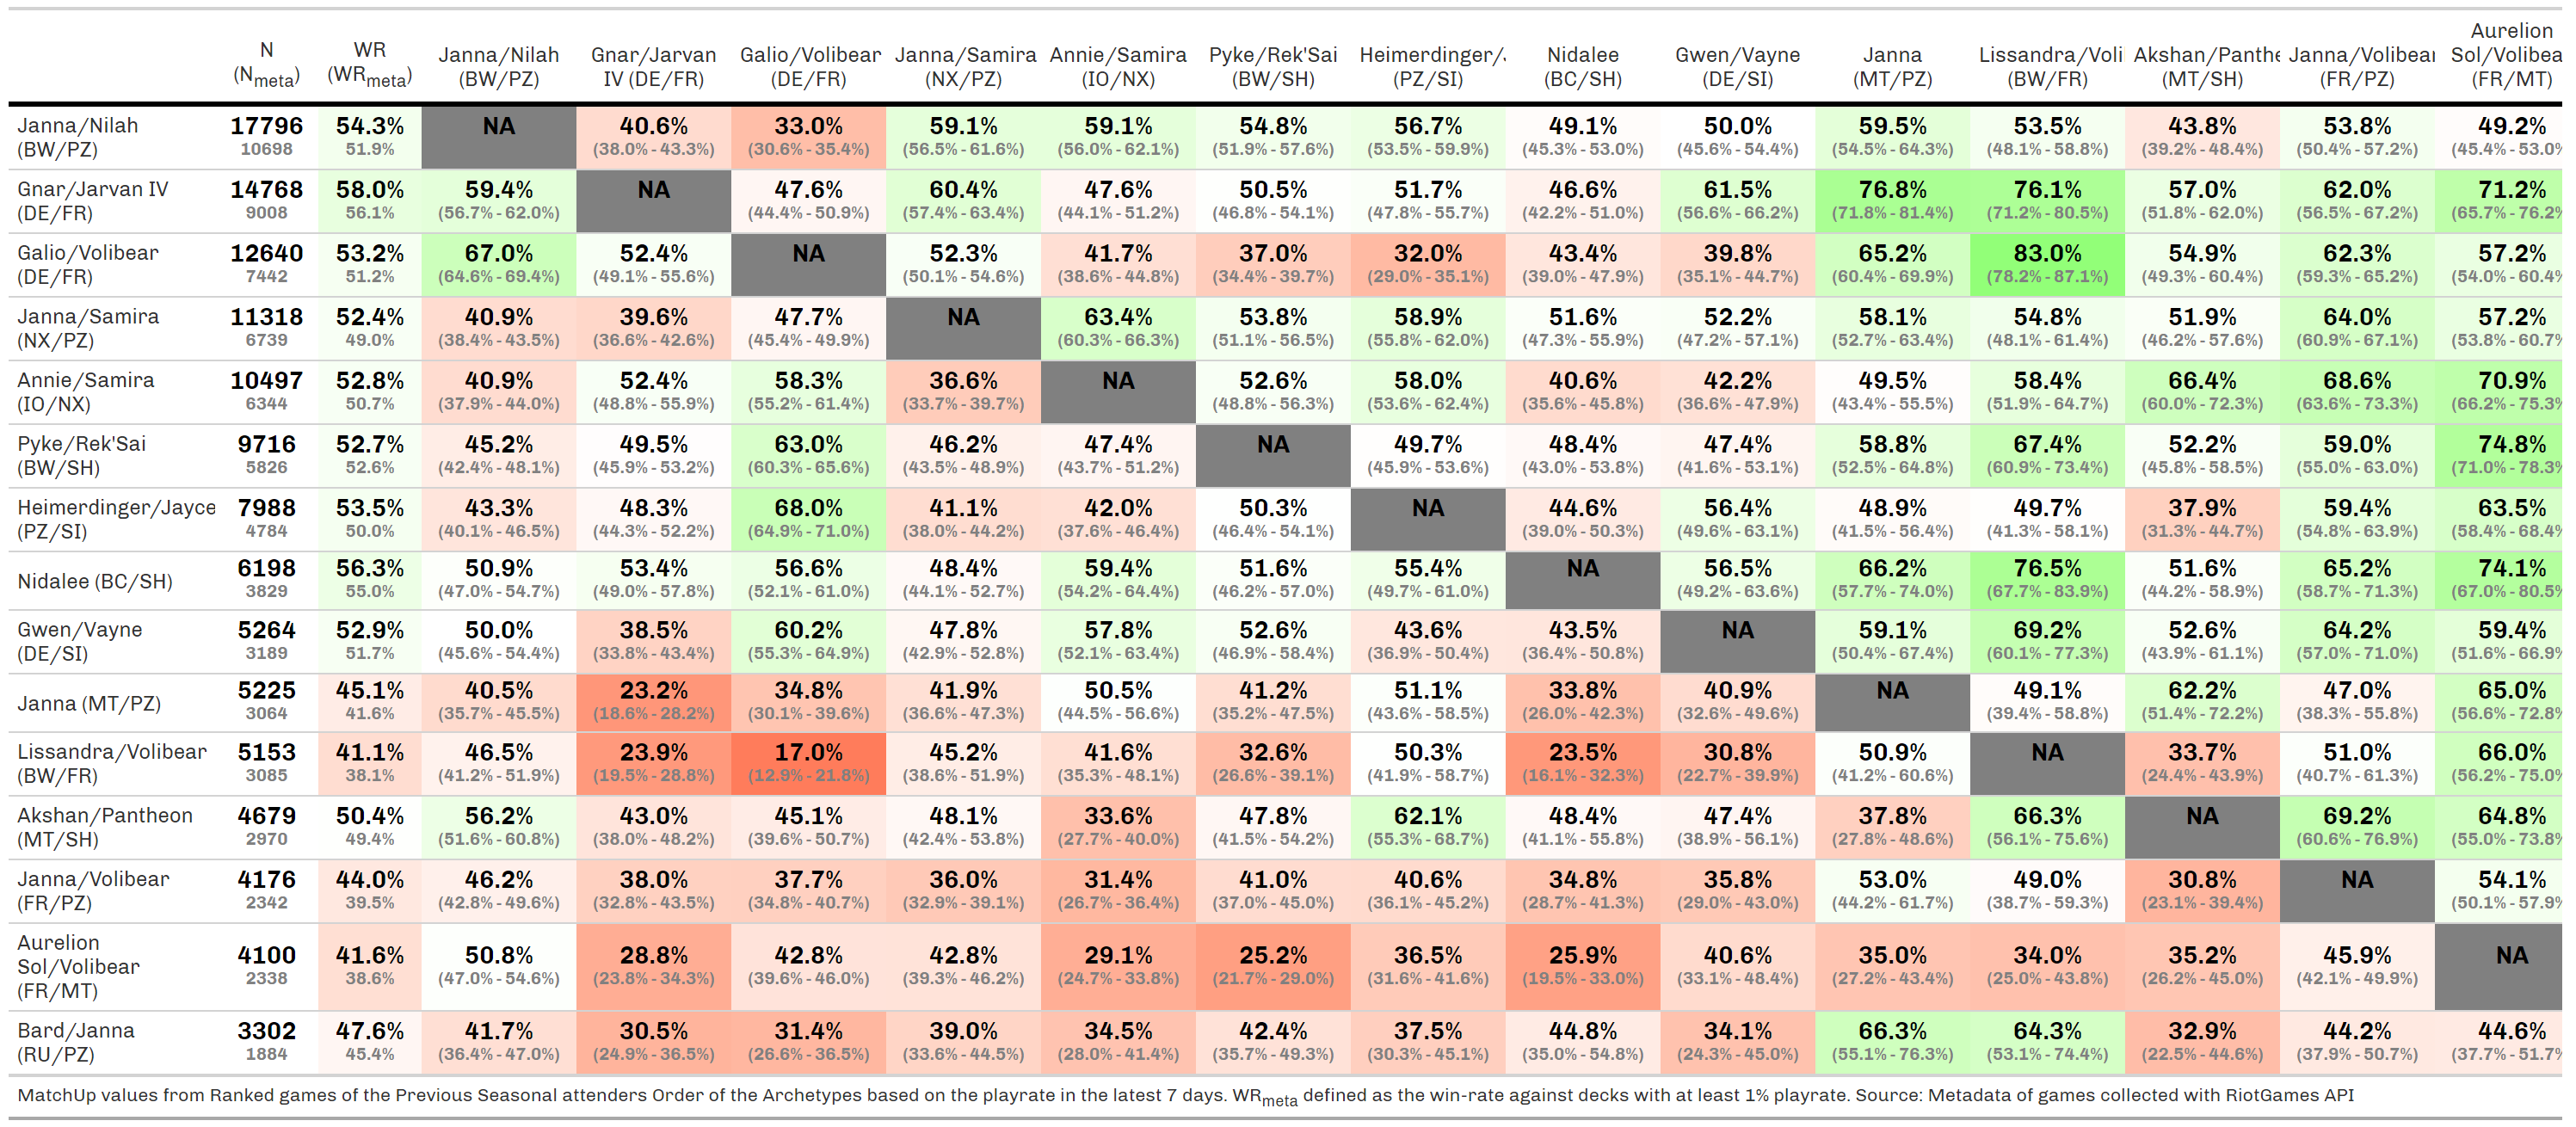 N (Nmeta) WR (WRmeta) Janna/Nilah (BW/PZ) Gnar/Jarvan IV (DE/FR) Galio/Volibear (DE/FR) Janna/Samira (NX/PZ) Annie/Samira (IO/NX) Pyke/Rek'Sai (BW/SH) Heimerdinger/ (PZ/SI) Nidalee (BC/SH) Gwen/Vayne (DE/SI) Janna (MT/PZ) Lissandra/Voli (BW/FR) Akshan/Panthe (MT/SH) Janna/Volibear (FR/PZ) Aurelion Sol/Volibea (FR/MT)
Janna/Nilah 17796 54.3% NA 40.6% 33.0% 59.1% 59.1% 54.8% 56.7% 49.1% 50.0% 59.5% 53.5% 43.8% 53.8% 49.2%
(BW/PZ) 10698 51.9% (38.0% - 43.3%) (30.6% - 35.4%) (56.5% - 61.6%) (56.0% - 62.1%) (51.9% - 57.6%) (53.5% - 59.9%) (45.3% - 53.0%) (45.6% - 54.4%) (54.5% - 64.3%) (48.1% - 58.8%) (39.2% - 48.4%) (50.4% - 57.2%) (45.4% - 53.0%
Gnar/Jarvan IV 14768 58.0% 59.4% NA 47.6% 60.4% 47.6% 50.5% 51.7% 46.6% 61.5% 76.8% 76.1% 57.0% 62.0% 71.2%
(DE/FR) 9008 56.1% (56.7% - 62.0%) (44.4% - 50.9%) (57.4% - 63.4%) (44.1% - 51.2%) (46.8% - 54.1%) (47.8% - 55.7%) (42.2% - 51.0%) (56.6% - 66.2%) (71.8% - 81.4%) (71.2% - 80.5%) (51.8% - 62.0%) (56.5% - 67.2%) (65.7% - 76.2%
Galio/Volibear 12640 53.2% 67.0% 52.4% NA 52.3% 41.7% 37.0% 32.0% 43.4% 39.8% 65.2% 83.0% 54.9% 62.3% 57.2%
(DE/FR) 7442 51.2% (64.6% - 69.4%) (49.1% - 55.6%) (50.1% - 54.6%) (38.6% - 44.8%) (34.4% - 39.7%) (29.0% - 35.1%) (39.0% - 47.9%) (35.1% - 44.7%) (60.4% - 69.9%) (78.2% - 87.1%) (49.3% - 60.4%) (59.3% - 65.2%) (54.0% - 60.4%
Janna/Samira 11318 52.4% 40.9% 39.6% 47.7% NA 63.4% 53.8% 58.9% 51.6% 52.2% 58.1% 54.8% 51.9% 64.0% 57.2%
(NX/PZ) 6739 49.0% (38.4% - 43.5%) (36.6% - 42.6%) (45.4% - 49.9%) (60.3% - 66.3%) (51.1% - 56.5%) (55.8% - 62.0%) (47.3% - 55.9%) (47.2% - 57.1%) (52.7% - 63.4%) (48.1% - 61.4%) (46.2% - 57.6%) (60.9% - 67.1%) (53.8% - 60.7%
Annie/Samira 10497 52.8% 40.9% 52.4% 58.3% 36.6% NA 52.6% 58.0% 40.6% 42.2% 49.5% 58.4% 66.4% 68.6% 70.9%
(IO/NX) 6344 50.7% (37.9% - 44.0%) (48.8% - 55.9%) (55.2% - 61.4%) (33.7% - 39.7%) (48.8% - 56.3%) (53.6% - 62.4%) (35.6% - 45.8%) (36.6% - 47.9%) (43.4% - 55.5%) (51.9% - 64.7%) (60.0% - 72.3%) (63.6% - 73.3%) (66.2% - 75.3%
Pyke/Rek'Sai 9716 52.7% 45.2% 49.5% 63.0% 46.2% 47.4% NA 49.7% 48.4% 47.4% 58.8% 67.4% 52.2% 59.0% 74.8%
(BW/SH) 5826 52.6% (42.4% - 48.1%) (45.9% - 53.2%) (60.3% - 65.6%) (43.5% - 48.9%) (43.7% - 51.2%) (45.9% - 53.6%) (43.0% - 53.8%) (41.6% - 53.1%) (52.5% - 64.8%) (60.9% - 73.4%) (45.8% - 58.5%) (55.0% - 63.0%) (71.0% - 78.3%
Heimerdinger/Jayce 7988 53.5% 43.3% 48.3% 68.0% 41.1% 42.0% 50.3% NA 44.6% 56.4% 48.9% 49.7% 37.9% 59.4% 63.5%
(PZ/SI) 4784 50.0% (40.1% - 46.5%) (44.3% - 52.2%) (64.9% - 71.0%) (38.0% - 44.2%) (37.6% - 46.4%) (46.4% - 54.1%) (39.0% - 50.3%) (49.6% - 63.1%) (41.5% - 56.4%) (41.3% - 58.1%) (31.3% - 44.7%) (54.8% - 63.9%) (58.4% - 68.4%
Nidalee (BC/SH) 6198 56.3% 50.9% 53.4% 56.6% 48.4% 59.4% 51.6% 55.4% NA 56.5% 66.2% 76.5% 51.6% 65.2% 74.1%
3829 55.0% (47.0% - 54.7%) (49.0% - 57.8%) (52.1% - 61.0%) (44.1% - 52.7%) (54.2% - 64.4%) (46.2% - 57.0%) (49.7% - 61.0%) (49.2% - 63.6%) (57.7% - 74.0%) (67.7% - 83.9%) (44.2% - 58.9%) (58.7% - 71.3%) (67.0% - 80.5%
Gwen/Vayne 5264 52.9% 50.0% 38.5% 60.2% 47.8% 57.8% 52.6% 43.6% 43.5% NA 59.1% 69.2% 52.6% 64.2% 59.4%
(DE/SI) 3189 51.7% (45.6% - 54.4%) (33.8% - 43.4%) (55.3% - 64.9%) (42.9% - 52.8%) (52.1% - 63.4%) (46.9% - 58.4%) (36.9% - 50.4%) (36.4% - 50.8%) (50.4% - 67.4%) (60.1% - 77.3%) (43.9% - 61.1%) (57.0% - 71.0%) (51.6% - 66.9%
Janna (MT/PZ) 5225 45.1% 40.5% 23.2% 34.8% 41.9% 50.5% 41.2% 51.1% 33.8% 40.9% NA 49.1% 62.2% 47.0% 65.0%
3064 41.6% (35.7% - 45.5%) (18.6% - 28.2%) (30.1% - 39.6%) (36.6% - 47.3%) (44.5% - 56.6%) (35.2% - 47.5%) (43.6% - 58.5%) (26.0% - 42.3%) (32.6% - 49.6%) (39.4% - 58.8%) (51.4% - 72.2%) (38.3% - 55.8%) (56.6% - 72.8%
Lissandra/Volibear 5153 41.1% 46.5% 23.9% 17.0% 45.2% 41.6% 32.6% 50.3% 23.5% 30.8% 50.9% NA 33.7% 51.0% 66.0%
(BW/FR) 3085 38.1% (41.2% - 51.9%) (19.5% - 28.8%) (12.9% - 21.8%) (38.6% - 51.9%) (35.3% - 48.1%) (26.6% - 39.1%) (41.9% - 58.7%) (16.1% - 32.3%) (22.7% - 39.9%) (41.2% - 60.6%) (24.4% - 43.9%) (40.7% - 61.3%) (56.2% - 75.0%
Akshan/Pantheon 4679 50.4% 56.2% 43.0% 45.1% 48.1% 33.6% 47.8% 62.1% 48.4% 47.4% 37.8% 66.3% NA 69.2% 64.8%
(MT/SH) 2970 49.4% (51.6% - 60.8%) (38.0% - 48.2%) (39.6% - 50.7%) (42.4% - 53.8%) (27.7% - 40.0%) (41.5% - 54.2%) (55.3% - 68.7%) (41.1% - 55.8%) (38.9% - 56.1%) (27.8% - 48.6%) (56.1% - 75.6%) (60.6% - 76.9%) (55.0% - 73.8%
Janna/Volibear 4176 44.0% 46.2% 38.0% 37.7% 36.0% 31.4% 41.0% 40.6% 34.8% 35.8% 53.0% 49.0% 30.8% NA 54.1%
(FR/PZ) 2342 39.5% (42.8% - 49.6%) (32.8% - 43.5%) (34.8% - 40.7%) (32.9% - 39.1%) (26.7% - 36.4%) (37.0% - 45.0%) (36.1% - 45.2%) (28.7% - 41.3%) (29.0% - 43.0%) (44.2% - 61.7%) (38.7% - 59.3%) (23.1% - 39.4%) (50.1% - 57.9%
Aurelion
Sol/Volibear 4100 41.6% 50.8% 28.8% 42.8% 42.8% 29.1% 25.2% 36.5% 25.9% 40.6% 35.0% 34.0% 35.2% 45.9% NA
(FR/MT) 2338 38.6% (47.0% - 54.6%) (23.8% - 34.3%) (39.6% - 46.0%) (39.3% - 46.2%) (24.7% - 33.8%) (21.7% - 29.0%) (31.6% - 41.6%) (19.5% - 33.0%) (33.1% - 48.4%) (27.2% - 43.4%) (25.0% - 43.8%) (26.2% - 45.0%) (42.1% - 49.9%)
Bard/Janna 3302 47.6% 41.7% 30.5% 31.4% 39.0% 34.5% 42.4% 37.5% 44.8% 34.1% 66.3% 64.3% 32.9% 44.2% 44.6%
(RU/PZ) 1884 45.4% (36.4% - 47.0%) (24.9% - 36.5%) (26.6% - 36.5%) (33.6% - 44.5%) (28.0% - 41.4%) (35.7% - 49.3%) (30.3% - 45.1%) (35.0% - 54.8%) (24.3% - 45.0%) (55.1% - 76.3%) (53.1% - 74.4%) (22.5% - 44.6%) (37.9% - 50.7%) (37.7% - 51.7%
MatchUp values from Ranked games of the Previous Seasonal attenders Order of the Archetypes based on the playrate in the latest 7 days. WRmeta defined as the win-rate against decks with at least 1% playrate. Source: Metadata of games collected with RiotGames API